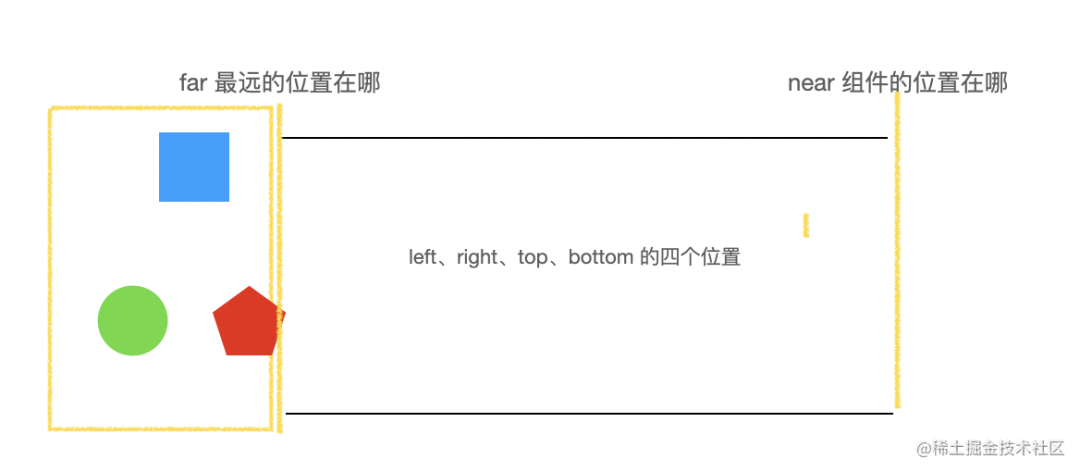 far 最远的位置在哪
near 组件的位置在哪
left、right、top、bottom 的四个位置
@稀土掘金技术社区